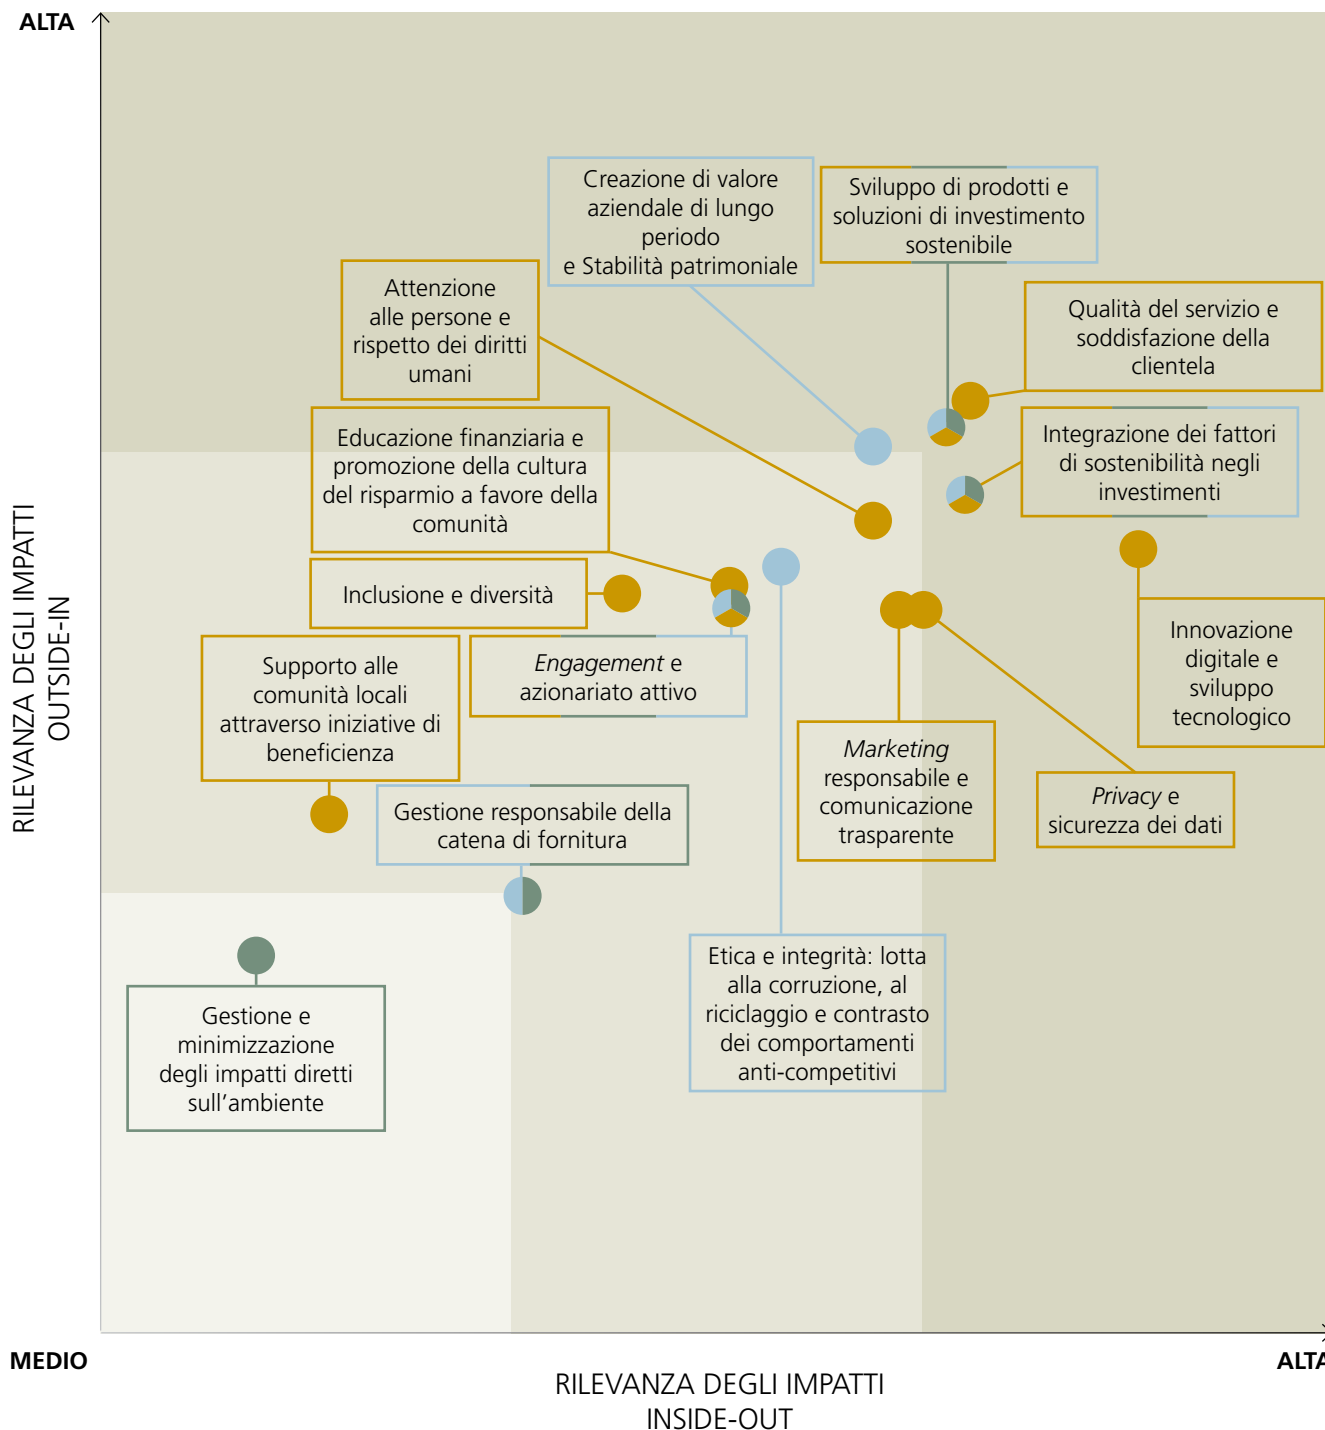 ALTA
Creazione di valore
aziendale di lungo
periodo
e Stabilità patrimoniale
Sviluppo di prodotti e
soluzioni di investimento
sostenibile
Attenzione
alle persone e
rispetto dei diritti
umani
Qualità del servizio e
soddisfazione della
clientela
Educazione finanziaria e
promozione della cultura
del risparmio a favore della
comunità
Integrazione dei fattori
di sostenibilità negli
investimenti
Inclusione e diversità
Engagement e
azionariato attivo
Supporto alle
comunità locali
attraverso iniziative di
beneficienza
Innovazione
digitale e
sviluppo
tecnologico
Marketing
responsabile e
comunicazione
trasparente
Privacy e
sicurezza dei dati
Gestione responsabile della
catena di fornitura
Etica e integrità: lotta
alla corruzione, al
riciclaggio e contrasto
dei comportamenti
anti-competitivi
Gestione e
minimizzazione
degli impatti diretti
sull'ambiente
RILEVANZA DEGLI IMPATTI
OUTSIDE-IN
MEDIO
ALTA
RILEVANZA DEGLI IMPATTI
INSIDE-OUT